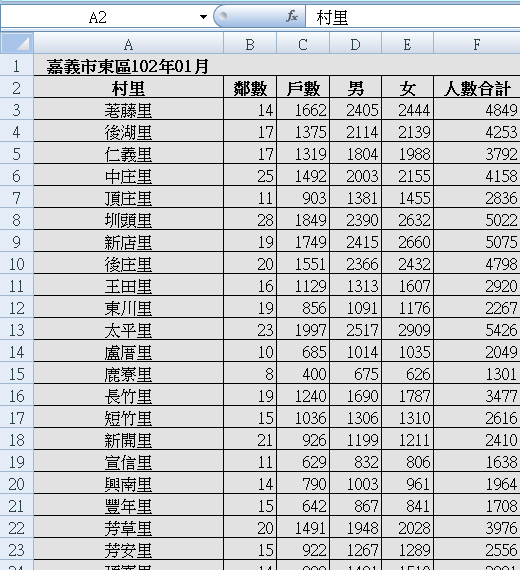 A2 fx 村里
A B C D E F
1 嘉義市東區102年01月
2 村里 鄰數 戶數 男 女 人數合計
3 荖藤里 14 1662 2405 2444 4849
4 後湖里 17 1375 2114 2139 4253
5 仁義里 17 1319 1804 1988 3792
6 中庄里 25 1492 2003 2155 4158
7 頂庄里 11 903 1381 1455 2836
8 圳頭里 28 1849 2390 2632 5022
9 新店里 19 1749 2415 2660 5075
10 後庄里 20 1551 2366 2432 4798
11 王田里 16 1129 1313 1607 2920
12 東川里 19 856 1091 1176 2267
13 太平里 23 1997 2517 2909 5426
14 盧厝里 10 685 1014 1035 2049
15 鹿寮里 8 400 675 626 1301
16 長竹里 19 1240 1690 1787 3477
17 短竹里 15 1036 1306 1310 2616
18 新開里 21 926 1199 1211 2410
19 宣信里 11 629 832 806 1638
20 興南里 14 790 1003 961 1964
21 豐年里 15 642 867 841 1708
22 芳草里 20 1491 1948 2028 3976
23 芳安里 15 922 1267 1289 2556